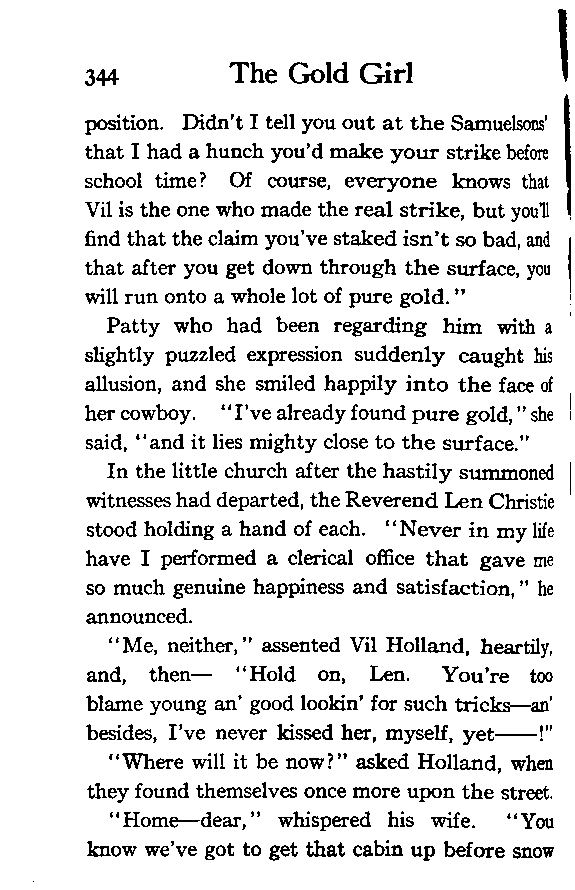 344 The Gold Girl
position. Didn't I tell you out at the Samuelsons'
that I had a hunch you'd make your strike before
school time? Of course, everyone knows that
Vil is the one who made the real strike, but you'll
find that the claim you've staked isn't so bad, and
that after you get down through the surface, you
will run onto a whole lot of pure gold."
Patty who had been regarding him with a
slightly puzzled expression suddenly caught his
allusion, and she smiled happily into the face of
her cowboy. "I've already found pure gold," she
said, "and it lies mighty close to the surface."
In the little church after the hastily summoned
witnesses had departed, the Reverend Len Christie
stood holding a hand of each. "Never in my life
have I performed a clerical office that gave me
so much genuine happiness and satisfaction," he
announced.
"Me, neither," assented Vil Holland, heartily,
and, then— "Hold on, Len. You're too
blame young an' good lookin' for such tricks—an'
besides, I've never kissed her, myself, yet——!"
"Where will it be now?" asked Holland, when
they found themselves once more upon the street.
"Home—dear," whispered his wife. "You
know we've got to get that cabin up before snow